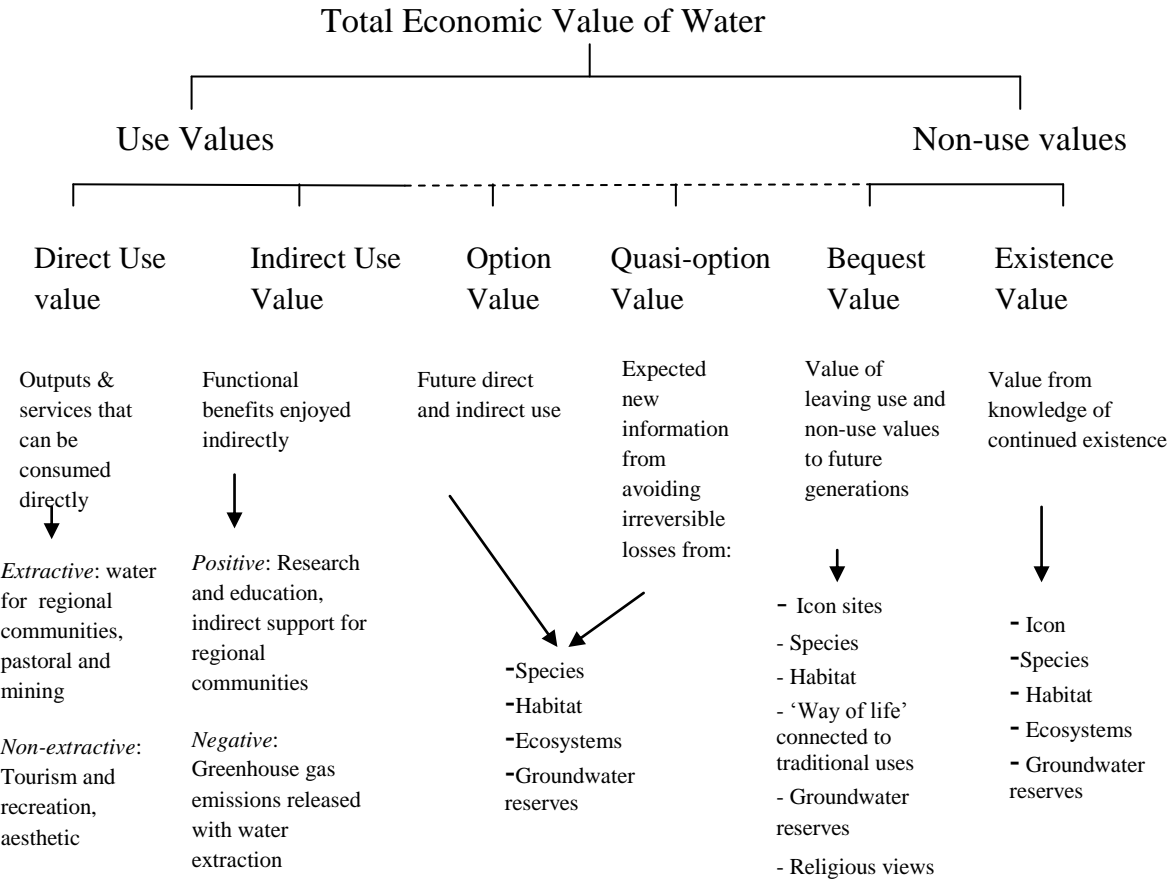 Total Economic Value of Water
Use Values
Non-use values
Direct Use
value
Indirect Use
Value
Option
Value
Quasi-option
Value
Bequest
Value
Existence
Value
Outputs &
services that
can be
consumed
directly
Functional
benefits enjoyed
indirectly
Future direct
and indirect use
Expected
new
information
from
avoiding
irreversible
losses from:
Value of
leaving use and
non-use values
to future
generations
Value from
knowledge of
continued existence
Extractive: water
for regional
communities,
pastoral and
mining
Non-extractive:
Tourism and
recreation,
aesthetic
Positive: Research
and education,
indirect support for
regional
communities
Negative:
Greenhouse gas
emissions released
with water
extraction
-Species
-Habitat
-Ecosystems
-Groundwater
reserves
- Icon sites
- Species
- Habitat
- ‘Way of life’
connected to
traditional uses
- Groundwater
reserves
- Religious views
- Icon
-Species
- Habitat
- Ecosystems
- Groundwater
reserves